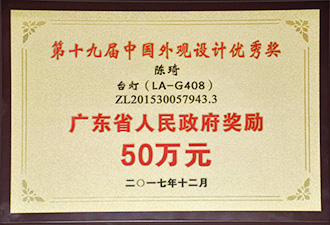 第十九届中国外观设计优秀奖
陈琦
台灯（LA-G408）
ZL201530057943.3
广东省人民政府奖励
50万元
二〇一七年十二月